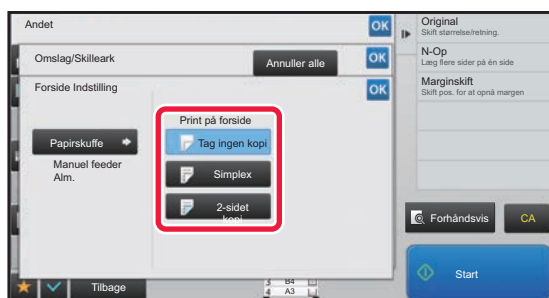 Andet
OK
Omslag/Skilleark
Annuller alle
OK
Forside Indstilling
OK
Print på forside
Papirskuffe
Tag ingen kopi
Manuel feeder
Alm.
Simplex
2-sidet
kopi
Tilbage
3 B4
4 A3
Original
Skift størrelse/retning.
N-Op
Læg flere sider på én side
Marginskift
Skift pos. for at opnå margen
Forhåndsvis
CA
Start